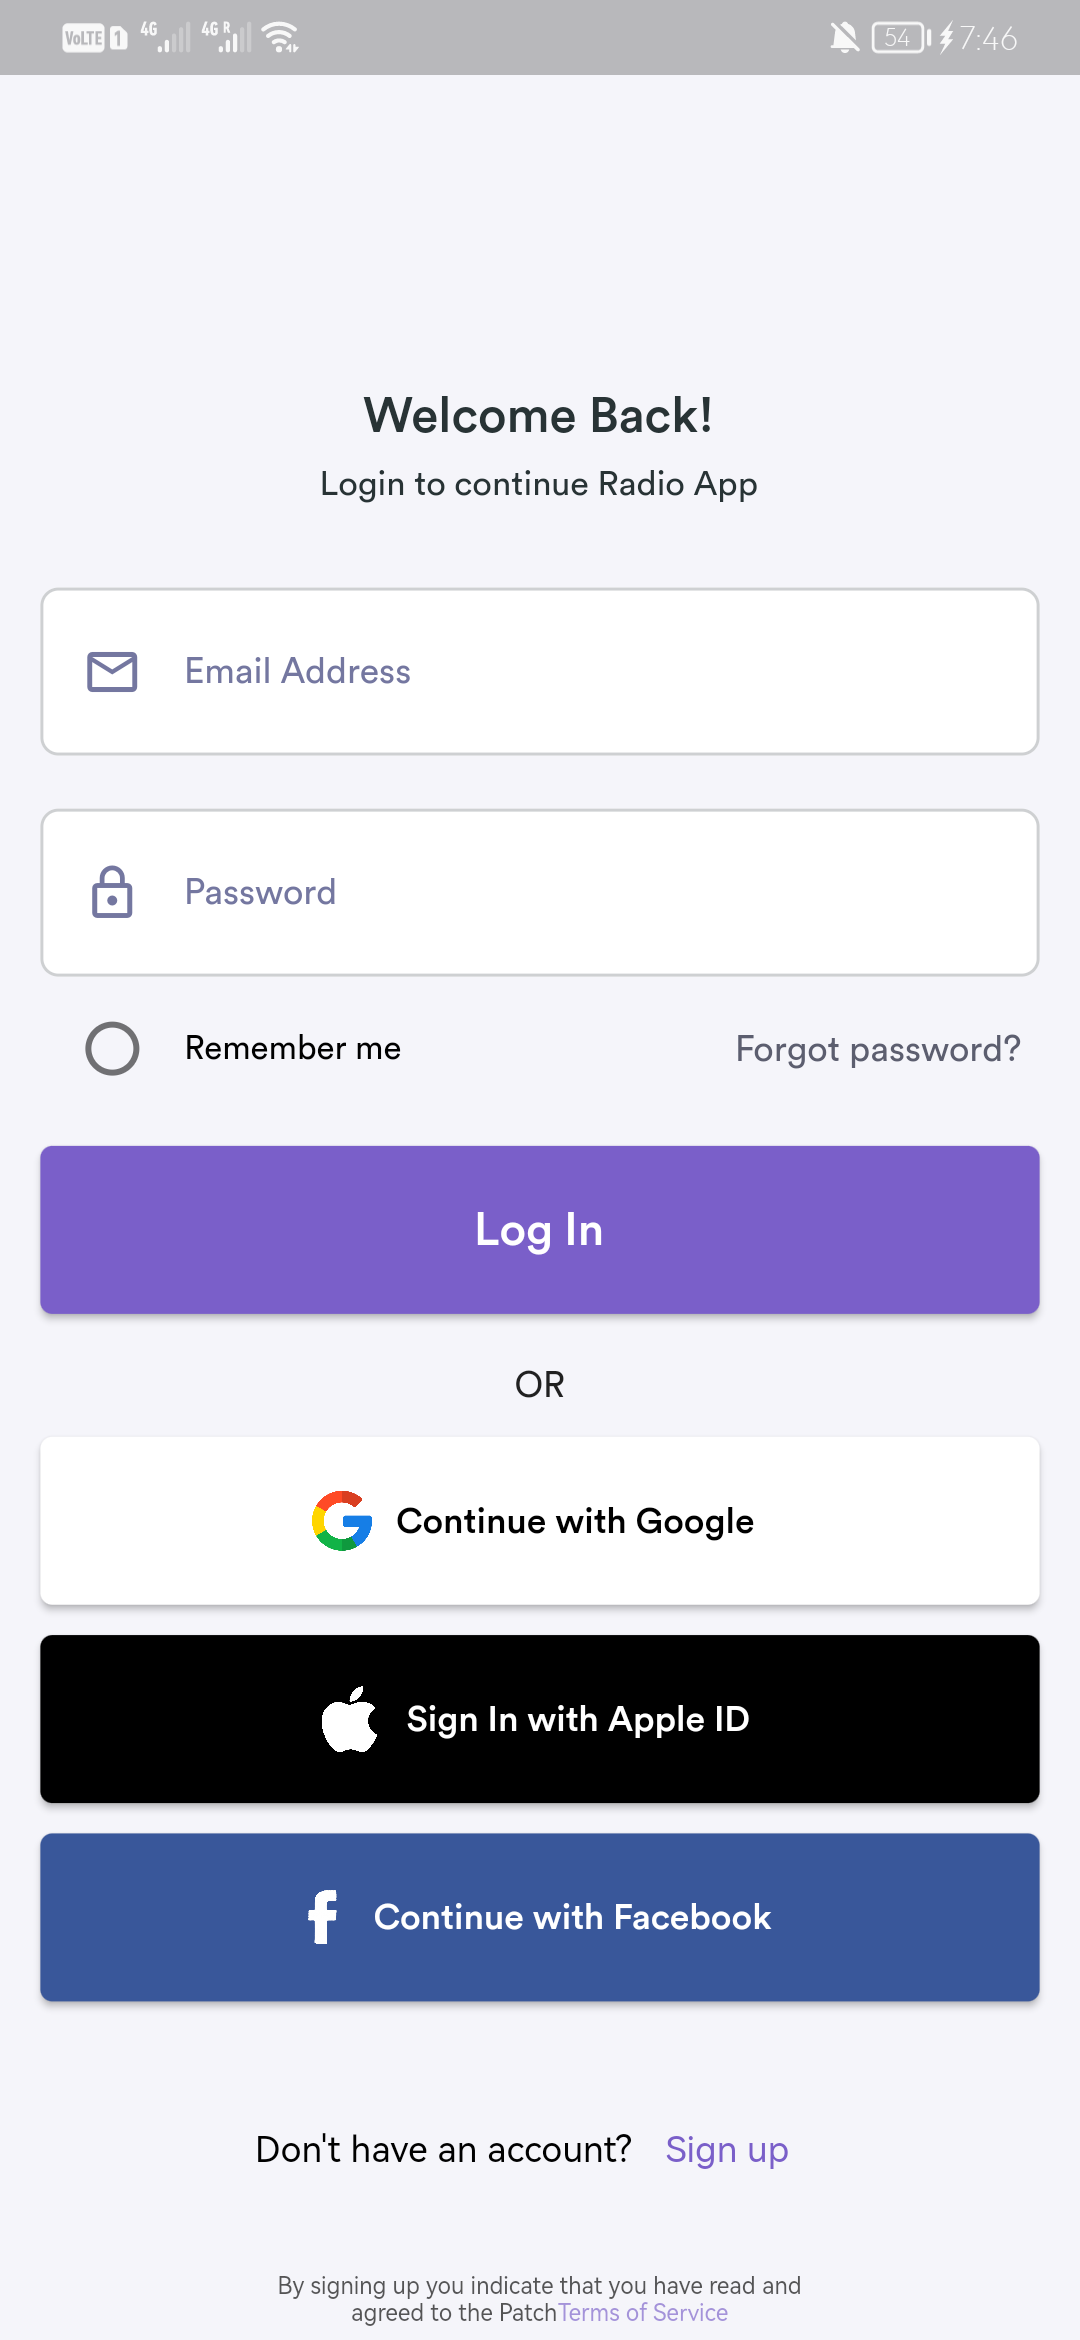 VoLTE 1 4G 4G R 54 7:46
Welcome Back!
Login to continue Radio App
Email Address
Password
Remember me Forgot password?
Log In
OR
Continue with Google
Sign In with Apple ID
Continue with Facebook
Don't have an account? Sign up
By signing up you indicate that you have read and
agreed to the PatchTerms of Service